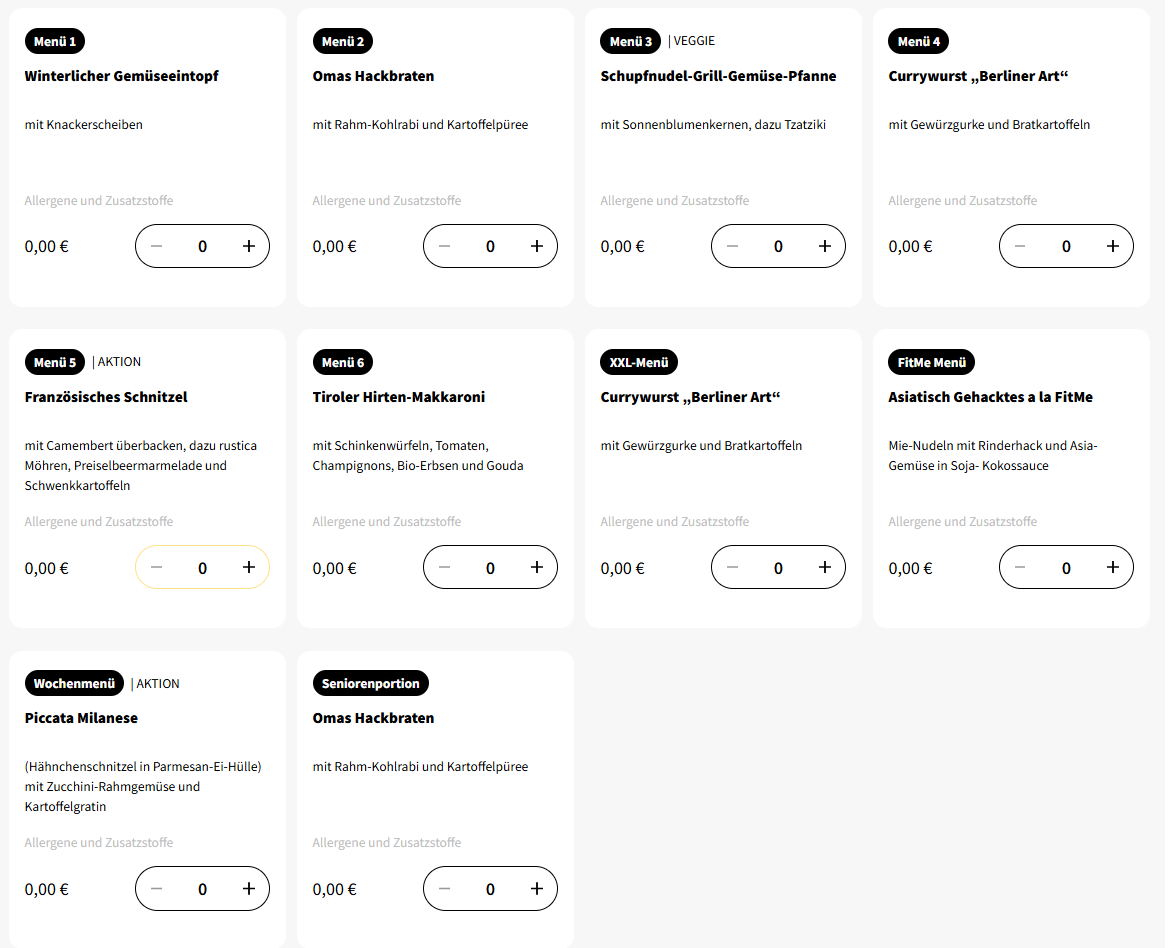 Menü 1
Winterlicher Gemüseeintopf
mit Knackerscheiben
Allergene und Zusatzstoffe
0,00 €
0
Menü 2
Omas Hackbraten
mit Rahm-Kohlrabi und Kartoffelpüree
Allergene und Zusatzstoffe
0,00 €
0
Menü 3 | VEGGIE
Schupfnudel-Grill-Gemüse-Pfanne
mit Sonnenblumenkernen, dazu Tzatziki
Allergene und Zusatzstoffe
0,00 €
0
Menü 4
Currywurst „Berliner Art“
mit Gewürzgurke und Bratkartoffeln
Allergene und Zusatzstoffe
0,00 €
0
Menü 5 | AKTION
Französisches Schnitzel
mit Camembert überbacken, dazu rustica
Möhren, Preiselbeermarmelade und
Schwenkkartoffeln
Allergene und Zusatzstoffe
0,00 €
0
Menü 6
Tiroler Hirten-Makkaroni
mit Schinkenwürfeln, Tomaten,
Champignons, Bio-Erbsen und Gouda
Allergene und Zusatzstoffe
0,00 €
0
XXL-Menü
Currywurst „Berliner Art“
mit Gewürzgurke und Bratkartoffeln
Allergene und Zusatzstoffe
0,00 €
0
FitMe Menü
Asiatisch Gehacktes a la FitMe
Mie-Nudeln mit Rinderhack und Asia-
Gemüse in Soja- Kokossauce
Allergene und Zusatzstoffe
0,00 €
0
Wochenmenü | AKTION
Piccata Milanese
(Hähnchenschnitzel in Parmesan-Ei-Hülle)
mit Zucchini-Rahmgemüse und
Kartoffelgratin
Allergene und Zusatzstoffe
0,00 €
0
Seniorenportion
Omas Hackbraten
mit Rahm-Kohlrabi und Kartoffelpüree
Allergene und Zusatzstoffe
0,00 €
0